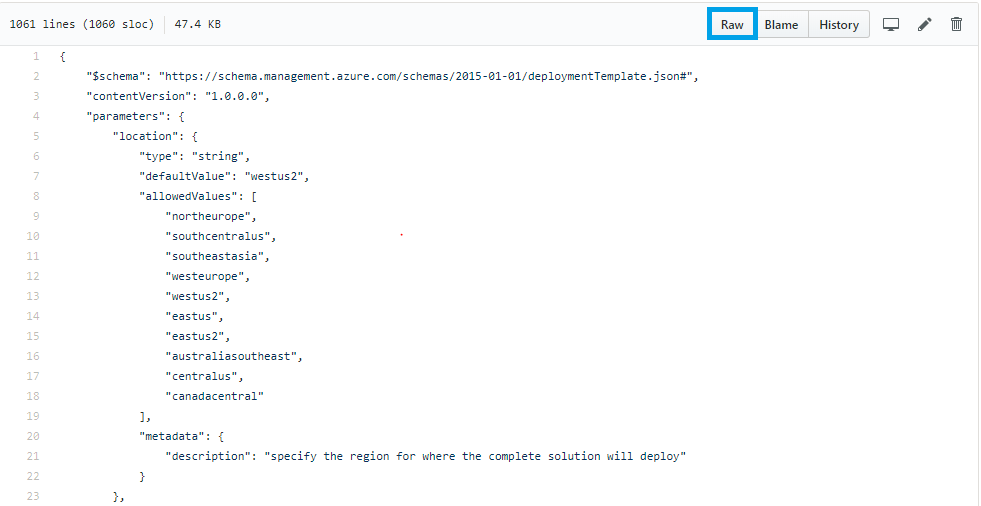 1061 lines (1060 sloc) 47.4 KB Raw Blame History
1 {
2 "$schema": "https://schema.management.azure.com/schemas/2015-01-01/deploymentTemplate.json#",
3 "contentVersion": "1.0.0.0",
4 "parameters": {
5 "location": {
6 "type": "string",
7 "defaultValue": "westus2",
8 "allowedValues": [
9 "northeurope",
10 "southcentralus",
11 "southeastasia",
12 "westeurope",
13 "westus2",
14 "eastus",
15 "eastus2",
16 "australiasoutheast",
17 "centralus",
18 "canadacentral"
19 ],
20 "metadata": {
21 "description": "specify the region for where the complete solution will deploy"
22 }
23 },